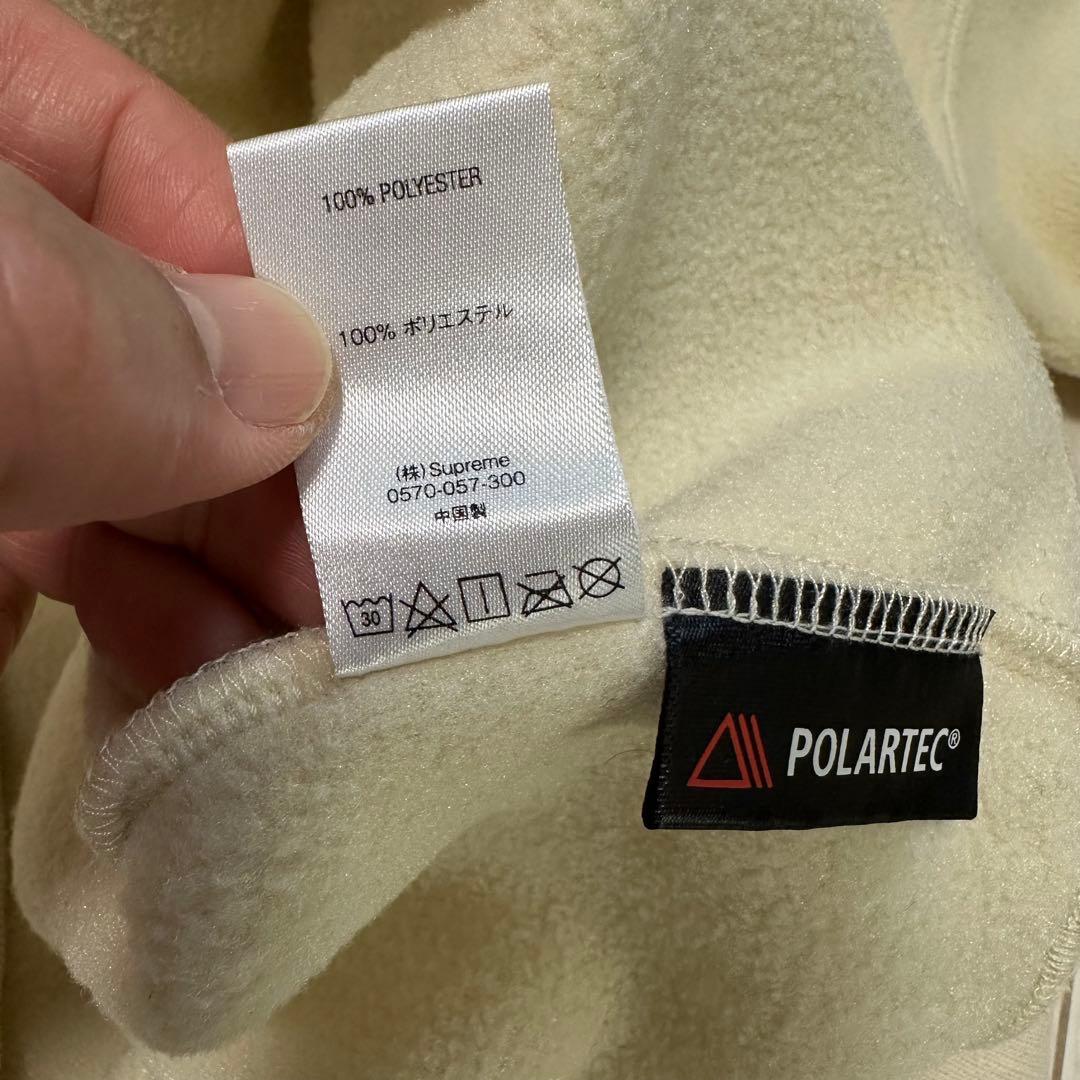 100% POLYESTER
100% ポリエステル
(株)Supreme
0570-057-300
中国製
30
POLARTEC®